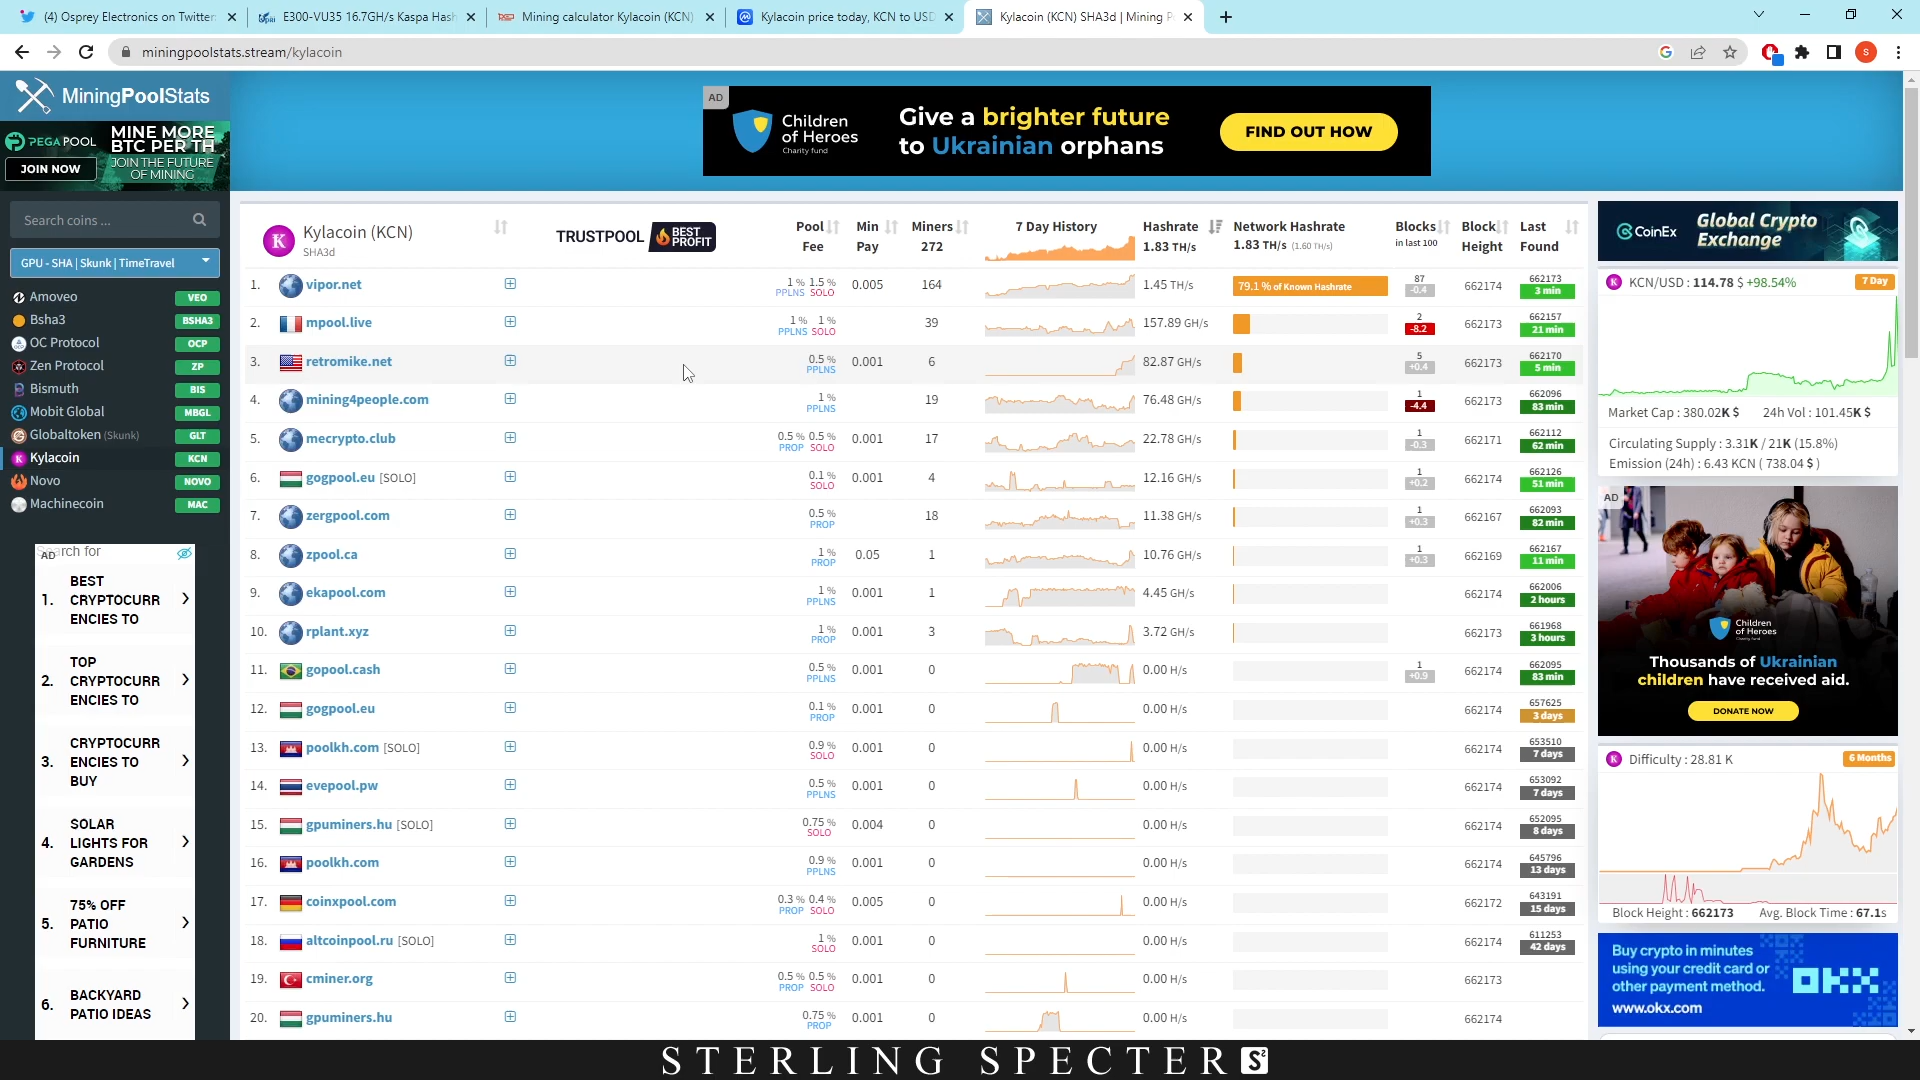 (4) Osprey Electronics on Twitter
E300-VU35 16.7GH/s Kaspa Hash
Mining calculator Kylacoin (KCN)
Kylacoin price today, KCN to USD
Kylacoin (KCN) SHA3d | Mining P
miningpoolstats.stream/kylacoin
MiningPoolStats
PEGA POOL
JOIN NOW
MINE MORE
BTC PER TH
JOIN THE FUTURE
OF MINING
AD
Children
of Heroes
Charity fund
Give a brighter future
to Ukrainian orphans
FIND OUT HOW
Search coins ...
GPU - SHA | Skunk | TimeTravel
Amoveo VEO
Bsha3 BSHA3
OC Protocol OCP
Zen Protocol ZP
Bismuth BIS
Mobit Global MBGL
Globaltoken (Skunk) GLT
Kylacoin KCN
Novo NOVO
Machinecoin MAC
AD
Search for
1. BEST
CRYPTOCURR
ENCIES TO
2. TOP
CRYPTOCURR
ENCIES TO
3. CRYPTOCURR
ENCIES TO
BUY
4. SOLAR
LIGHTS FOR
GARDENS
5. 75% OFF
PATIO
FURNITURE
6. BACKYARD
PATIO IDEAS
K Kylacoin (KCN)
SHA3d
TRUSTPOOL BEST
PROFIT
Pool
Fee
Min
Pay
Miners
272
7 Day History
Hashrate
1.83 TH/s
Network Hashrate
1.83 TH/s (1.60 TH/s)
Blocks
in last 100
Block
Height
Last
Found
1. vipor.net 1 % 1.5 % 0.005 164 1.45 TH/s 79.1 % of Known Hashrate 87 662174 662173
PPLNS SOLO -0.4 3 min
2. mpool.live 1 % 1 % 39 157.89 GH/s 2 662173 662157
PPLNS SOLO -8.2 21 min
3. retromike.net 0.5 % 0.001 6 82.87 GH/s 5 662173 662170
PPLNS +0.4 5 min
4. mining4people.com 1 % 19 76.48 GH/s 1 662173 662096
PPLNS -4.4 83 min
5. mecrypto.club 0.5 % 0.5 % 0.001 17 22.78 GH/s 1 662171 662112
PROP SOLO -0.3 62 min
6. gogpool.eu [SOLO] 0.1 % 0.001 4 12.16 GH/s 1 662174 662126
SOLO +0.2 51 min
7. zergpool.com 0.5 % 18 11.38 GH/s 1 662167 662093
PROP +0.3 82 min
8. zpool.ca 1 % 0.05 1 10.76 GH/s 1 662169 662167
PROP +0.3 11 min
9. ekapool.com 1 % 0.001 1 4.45 GH/s 662174 662006
PPLNS 2 hours
10. rplant.xyz 1 % 0.001 3 3.72 GH/s 662173 661968
PROP 3 hours
11. gopool.cash 0.5 % 0.001 0 0.00 H/s 1 662174 662095
PPLNS +0.9 83 min
12. gogpool.eu 0.1 % 0.001 0 0.00 H/s 662174 657625
PROP 3 days
13. poolkh.com [SOLO] 0.9 % 0.001 0 0.00 H/s 662174 653510
SOLO 7 days
14. evepool.pw 0.5 % 0.001 0 0.00 H/s 662174 653092
PPLNS 7 days
15. gpuminers.hu [SOLO] 0.75 % 0.004 0 0.00 H/s 662174 652095
SOLO 8 days
16. poolkh.com 0.9 % 0.001 0 0.00 H/s 662174 645796
PPLNS 13 days
17. coinxpool.com 0.3 % 0.4 % 0.005 0 0.00 H/s 662172 643191
PROP SOLO 15 days
18. altcoinpool.ru [SOLO] 1 % 0.001 0 0.00 H/s 662174 611253
SOLO 42 days
19. cminer.org 0.5 % 0.5 % 0.001 0 0.00 H/s 662173
PROP SOLO
20. gpuminers.hu 0.75 % 0.001 0 0.00 H/s 662174
PROP
CoinEx Global Crypto
Exchange
K KCN/USD : 114.78 $ +98.54% 7 Day
Market Cap : 380.02K $ 24h Vol : 101.45K $
Circulating Supply : 3.31K / 21K (15.8%)
Emission (24h) : 6.43 KCN ( 738.04 $ )
AD
Children
of Heroes
Charity fund
Thousands of Ukrainian
children have received aid.
DONATE NOW
K Difficulty : 28.81 K 6 Months
Block Height : 662173 Avg. Block Time : 67.1s
Buy crypto in minutes
using your credit card or
other payment method.
www.okx.com
OKX
STERLING SPECTER S²